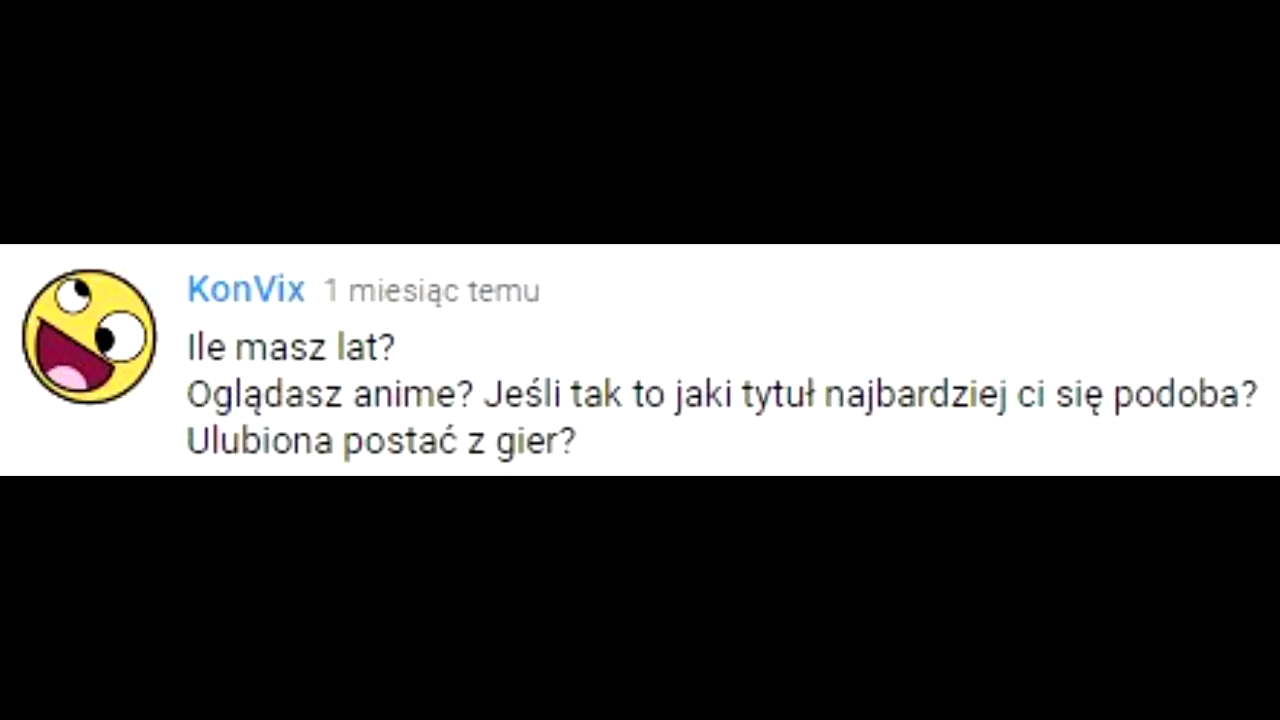 KonVix 1 miesiąc temu
Ile masz lat?
Oglądasz anime? Jeśli tak to jaki tytuł najbardziej ci się podoba?
Ulubiona postać z gier?